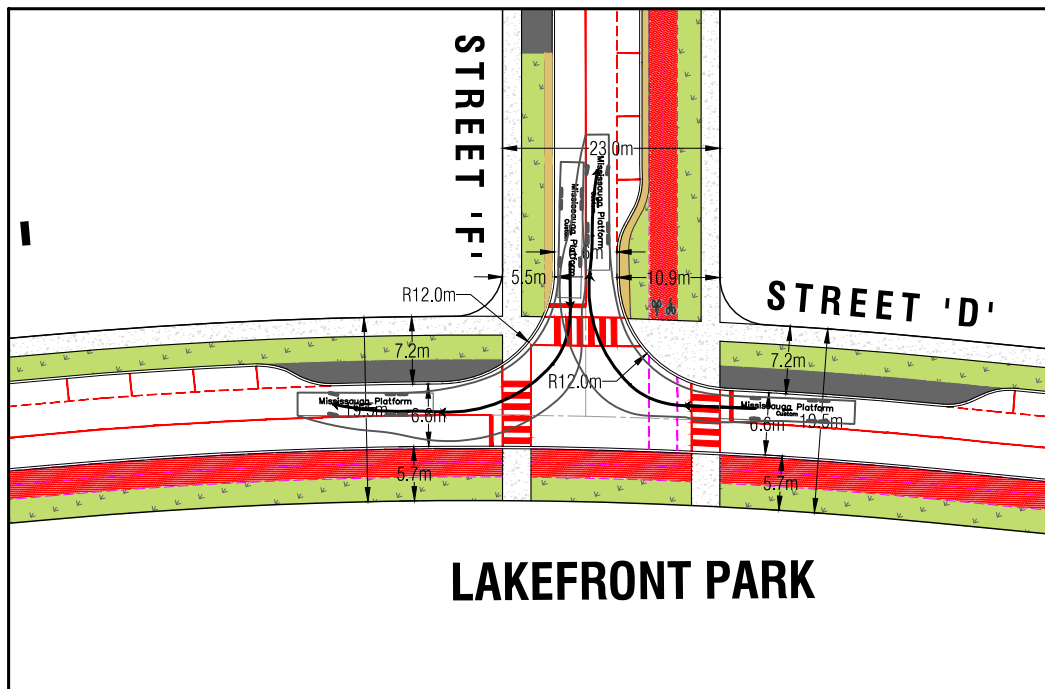 STREET 'F'
23.0m
Mississauga Platform
Custom
Mississauga Platform
Custom
5.5m
10.9m
R12.0m
STREET 'D'
7.2m
7.2m
R12.0m
Mississauga Platform
6.6m
Mississauga Platform
Custom
19.5m
6.6m
5.7m
5.7m
LAKEFRONT PARK